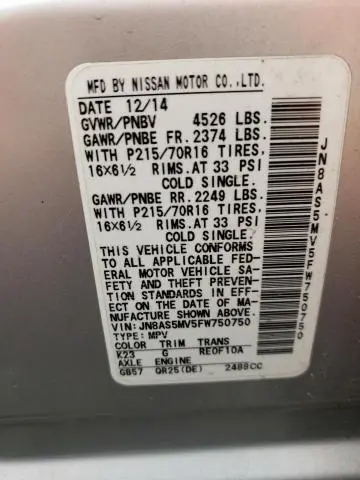 MFD BY NISSAN MOTOR CO.,LTD.
DATE 12/14
GVWR/PNBV 4526 LBS.
GAWR/PNBE FR. 2374 LBS.
WITH P215/70R16 TIRES,
16X6½ RIMS.AT 33 PSI
COLD SINGLE.
GAWR/PNBE RR. 2249 LBS.
WITH P215/70R16 TIRES,
16X6½ RIMS.AT 33 PSI
COLD SINGLE.
THIS VEHICLE CONFORMS
TO ALL APPLICABLE FED-
ERAL MOTOR VEHICLE SA-
FETY AND THEFT PREVENTION
STANDARDS IN EFF-
ECT ON THE DATE OF MA-
NUFACTURE SHOWN ABOVE.
VIN: JN8AS5MV5FW750750
TYPE: MPV
COLOR TRIM TRANS
K23 G RE0F10A
AXLE ENGINE
GB57 QR25(DE) 2488CC
JN8AS5MV5FW750750